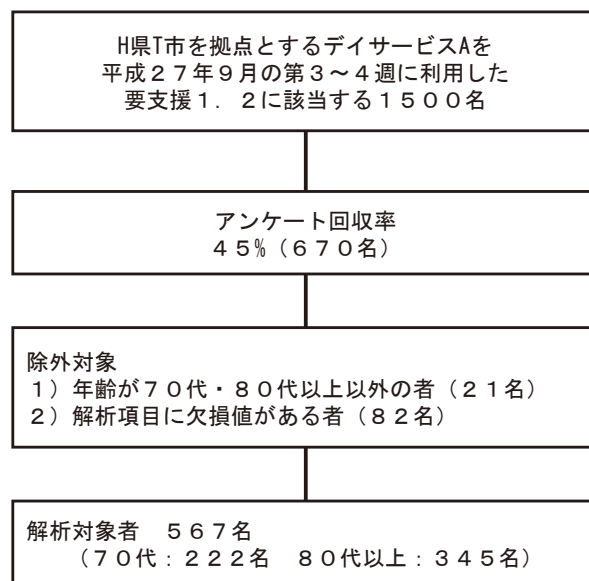 H県T市を拠点とするデイサービスAを
平成２７年９月の第３～４週に利用した
要支援１．２に該当する１５００名
アンケート回収率
４５％（６７０名）
除外対象
１）年齢が７０代・８０代以上以外の者（２１名）
２）解析項目に欠損値がある者（８２名）
解析対象者　５６７名
（７０代：２２２名　８０代以上：３４５名）